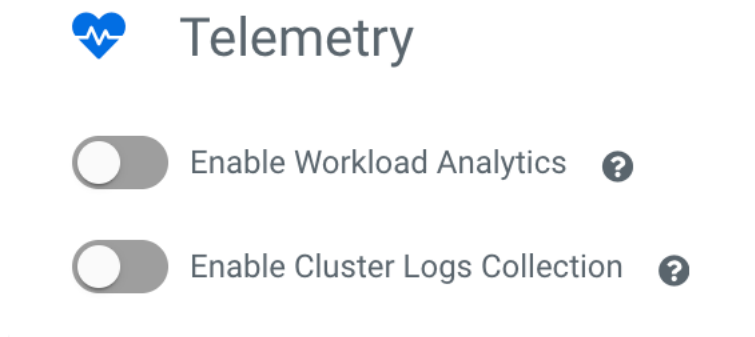 Telemetry
Enable Workload Analytics ?
Enable Cluster Logs Collection ?